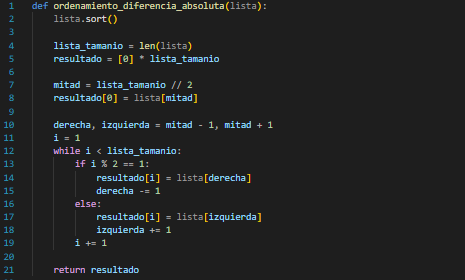 1 def ordenamiento_diferencia_absoluta(lista):
2     lista.sort()
3
4     lista_tamanio = len(lista)
5     resultado = [0] * lista_tamanio
6
7     mitad = lista_tamanio // 2
8     resultado[0] = lista[mitad]
9
10     derecha, izquierda = mitad - 1, mitad + 1
11     i = 1
12     while i < lista_tamanio:
13         if i % 2 == 1:
14             resultado[i] = lista[derecha]
15             derecha -= 1
16         else:
17             resultado[i] = lista[izquierda]
18             izquierda += 1
19         i += 1
20
21     return resultado